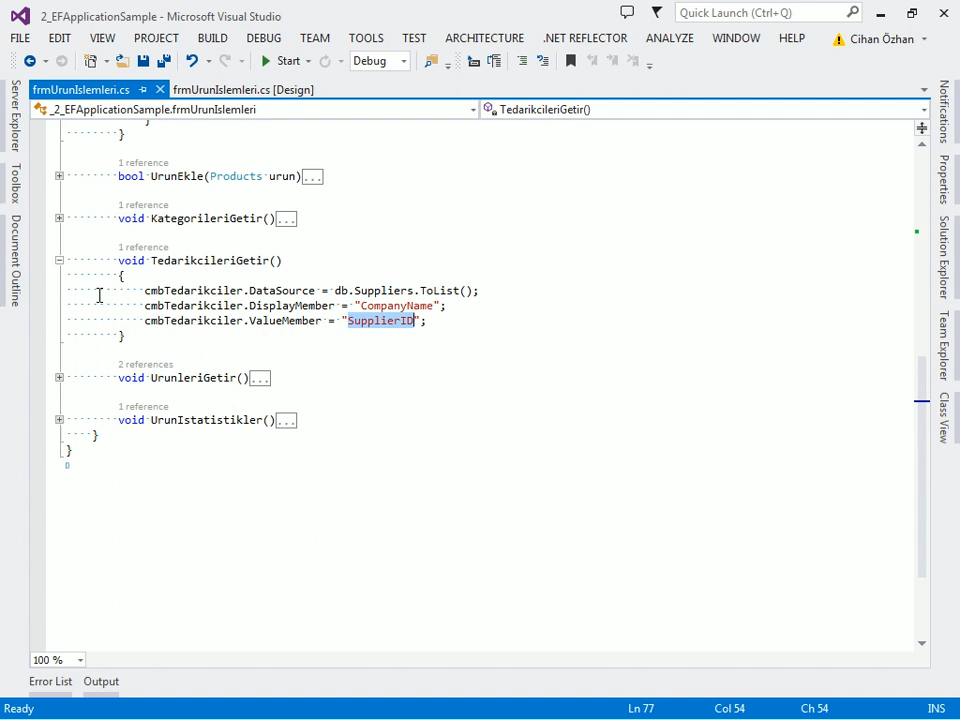 2_EFApplicationSample - Microsoft Visual Studio
Quick Launch (Ctrl+Q)
FILE EDIT VIEW PROJECT BUILD DEBUG TEAM TOOLS TEST ARCHITECTURE .NET REFLECTOR ANALYZE WINDOW HELP Cihan Özhan
Start Debug
frmUrunIslemleri.cs frmUrunIslemleri.cs [Design]
_2_EFApplicationSample.frmUrunIslemleri TedarikcileriGetir()
}
}
1 reference
bool UrunEkle(Products urun)...
1 reference
void KategorileriGetir()...
1 reference
void TedarikcileriGetir()
{
cmbTedarikciler.DataSource = db.Suppliers.ToList();
cmbTedarikciler.DisplayMember = "CompanyName";
cmbTedarikciler.ValueMember = "SupplierID";
}
2 references
void UrunleriGetir()...
1 reference
void UrunIstatistikler()...
}
}
Server Explorer
Toolbox
Document Outline
Notifications
Properties
Solution Explorer
Team Explorer
Class View
100 %
Error List Output
Ready Ln 77 Col 54 Ch 54 INS